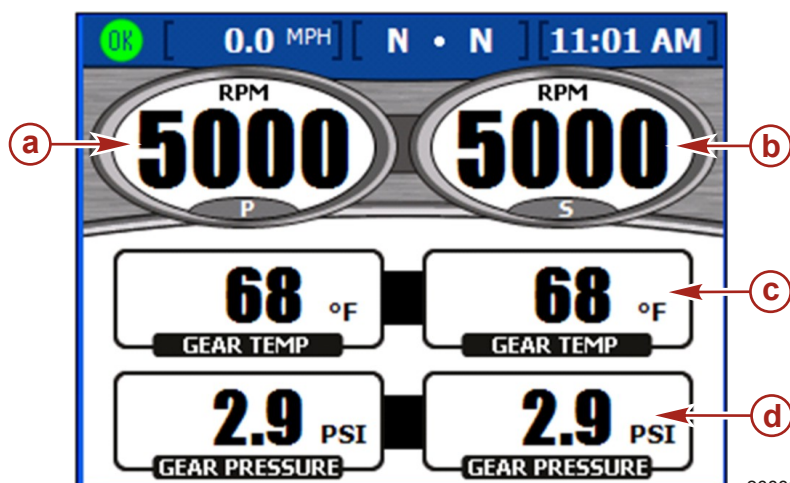 OK [ 0.0 MPH ] [ N • N ] [ 11:01 AM ]
RPM RPM
a 5000 5000 b
P S
68 °F 68 °F c
GEAR TEMP GEAR TEMP
2.9 PSI 2.9 PSI d
GEAR PRESSURE GEAR PRESSURE